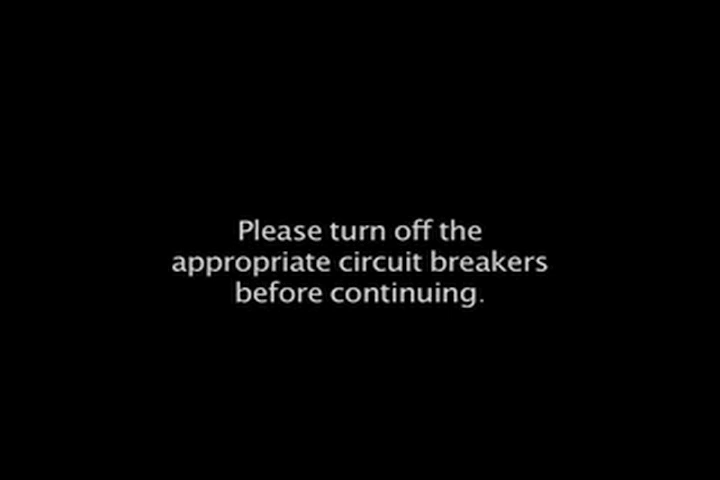 Please turn off the
appropriate circuit breakers
before continuing.